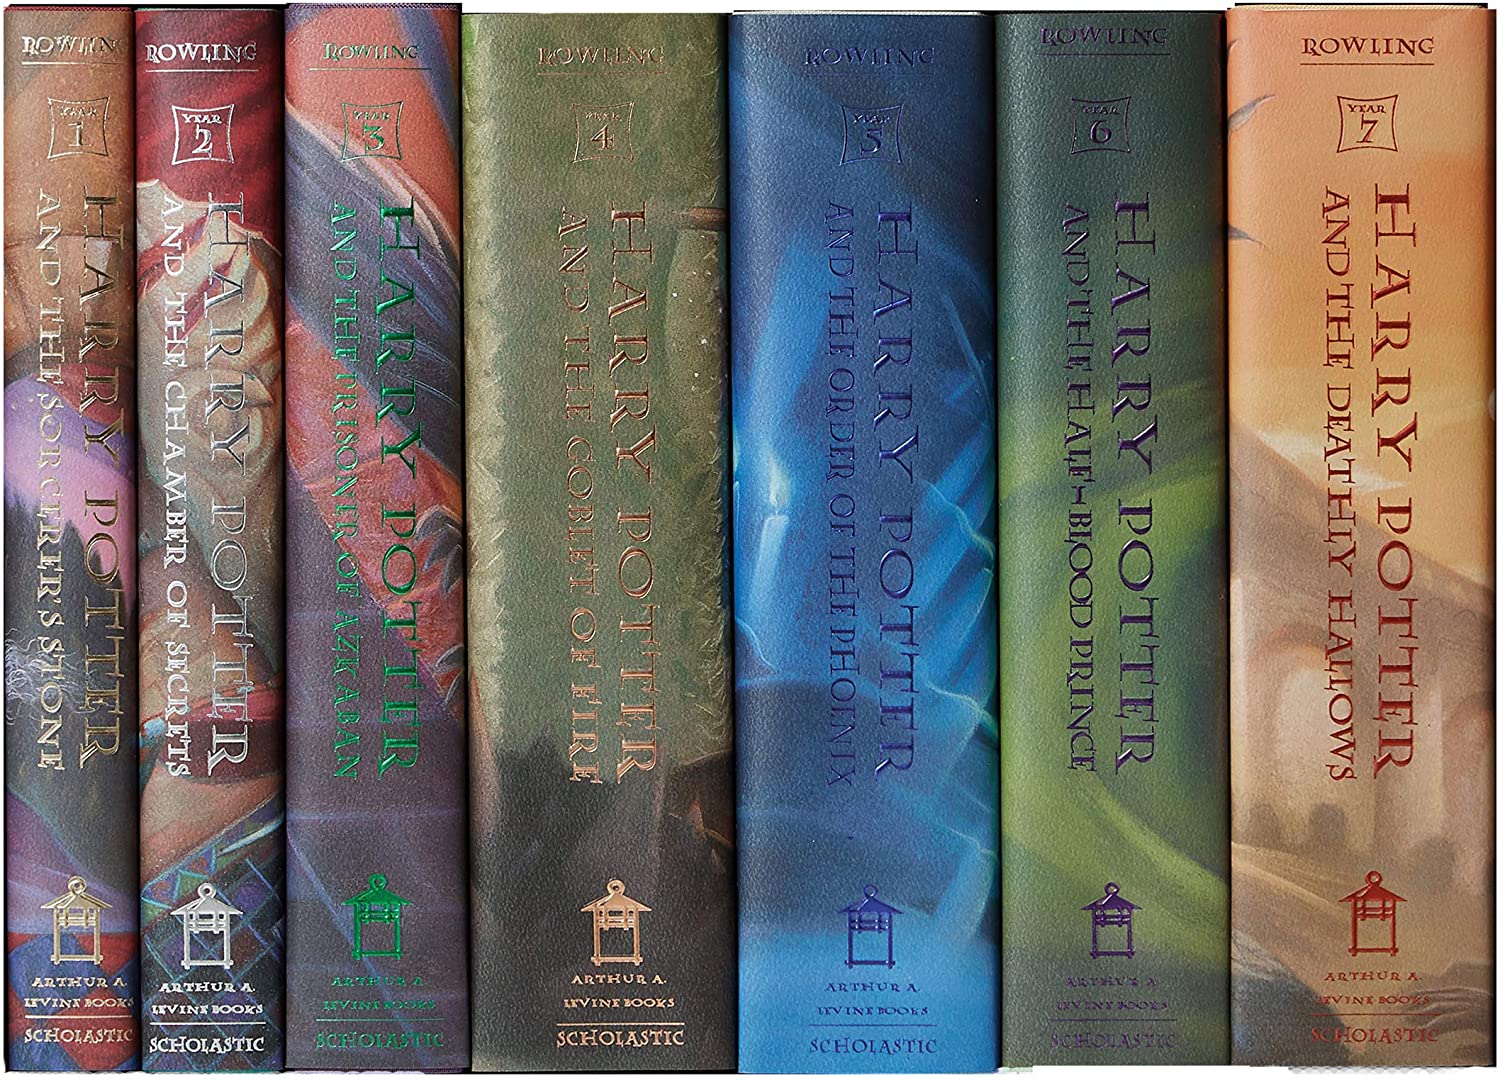 ROWLING
YEAR
1
HARRY POTTER
AND THE SORCERER'S STONE
ARTHUR A.
LEVINE BOOKS
SCHOLASTIC
ROWLING
YEAR
2
HARRY POTTER
AND THE CHAMBER OF SECRETS
ARTHUR A.
LEVINE BOOKS
SCHOLASTIC
ROWLING
YEAR
3
HARRY POTTER
AND THE PRISONER OF AZKABAN
ARTHUR A.
LEVINE BOOKS
SCHOLASTIC
ROWLING
YEAR
4
HARRY POTTER
AND THE GOBLET OF FIRE
ARTHUR A.
LEVINE BOOKS
SCHOLASTIC
ROWLING
YEAR
5
HARRY POTTER
AND THE ORDER OF THE PHOENIX
ARTHUR A.
LEVINE BOOKS
SCHOLASTIC
ROWLING
YEAR
6
HARRY POTTER
AND THE HALF-BLOOD PRINCE
ARTHUR A.
LEVINE BOOKS
SCHOLASTIC
ROWLING
YEAR
7
HARRY POTTER
AND THE DEATHLY HALLOWS
ARTHUR A.
LEVINE BOOKS
SCHOLASTIC